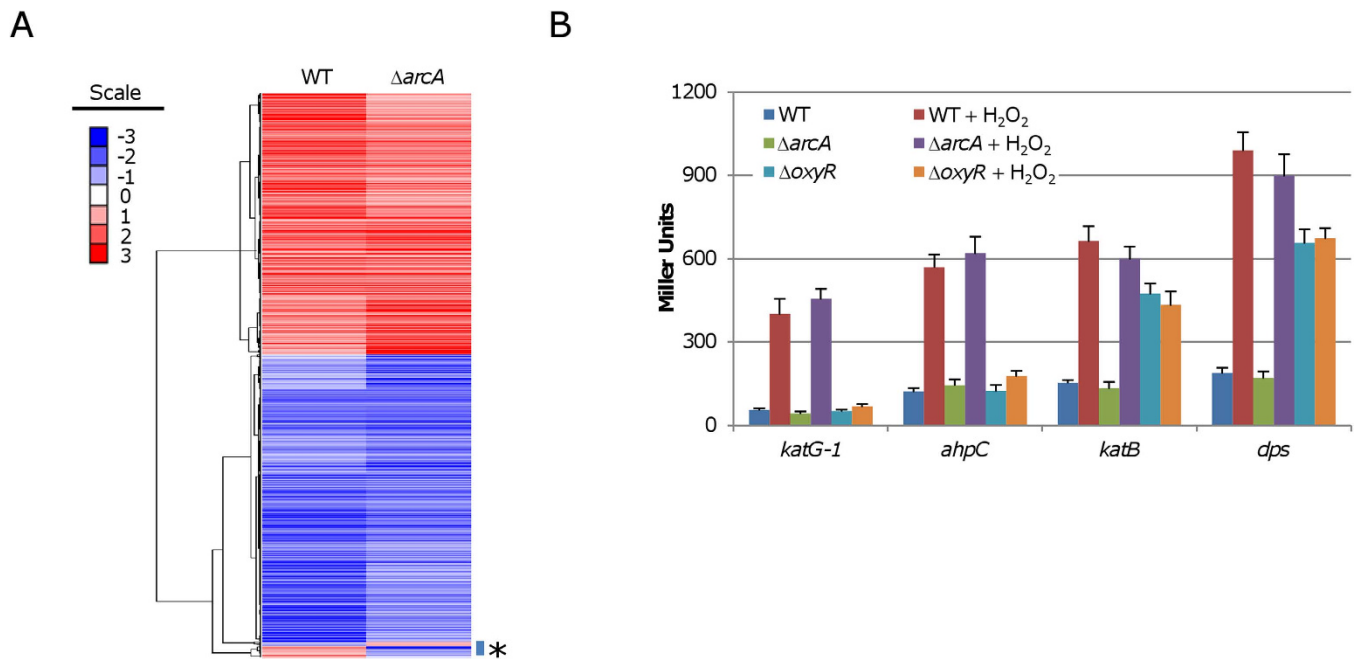 A
WT ΔarcA
Scale
-3
-2
-1
0
1
2
3
*
B
Miller Units
1200
900
600
300
0
WT WT + H₂O₂
ΔarcA ΔarcA + H₂O₂
ΔoxyR ΔoxyR + H₂O₂
katG-1 ahpC katB dps